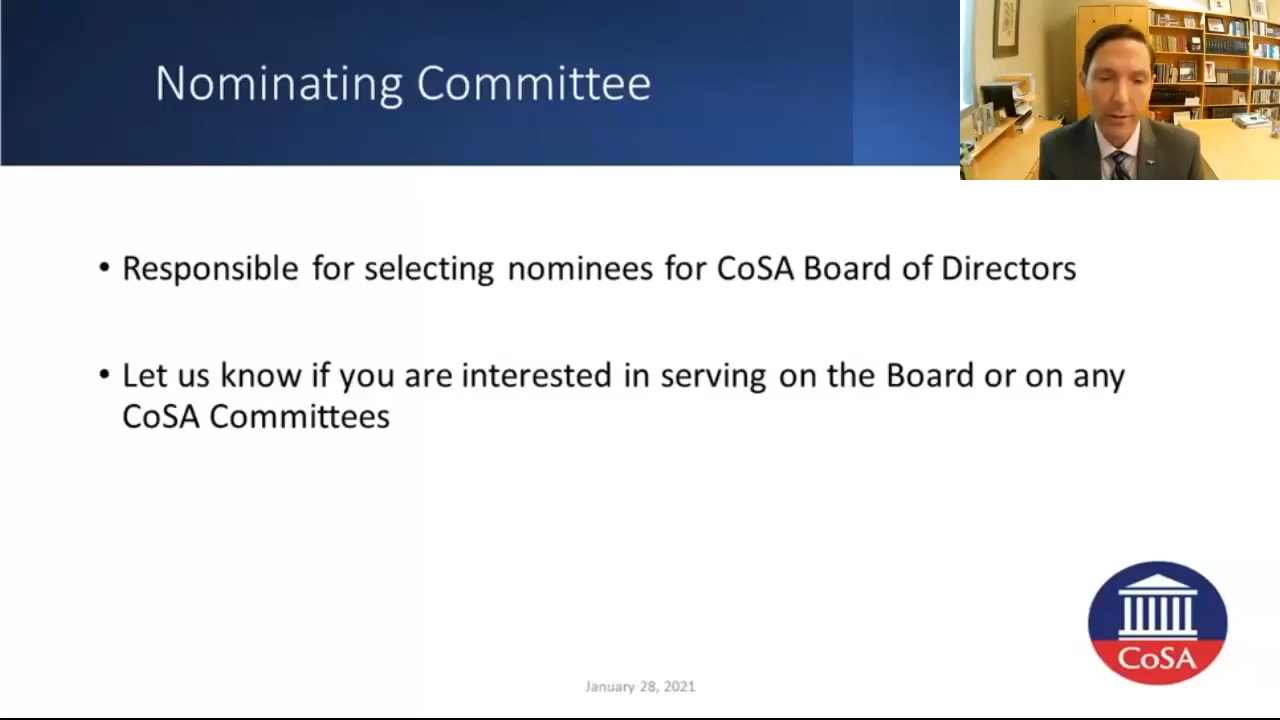 Nominating Committee
• Responsible for selecting nominees for CoSA Board of Directors
• Let us know if you are interested in serving on the Board or on any
CoSA Committees
CoSA
January 28, 2021